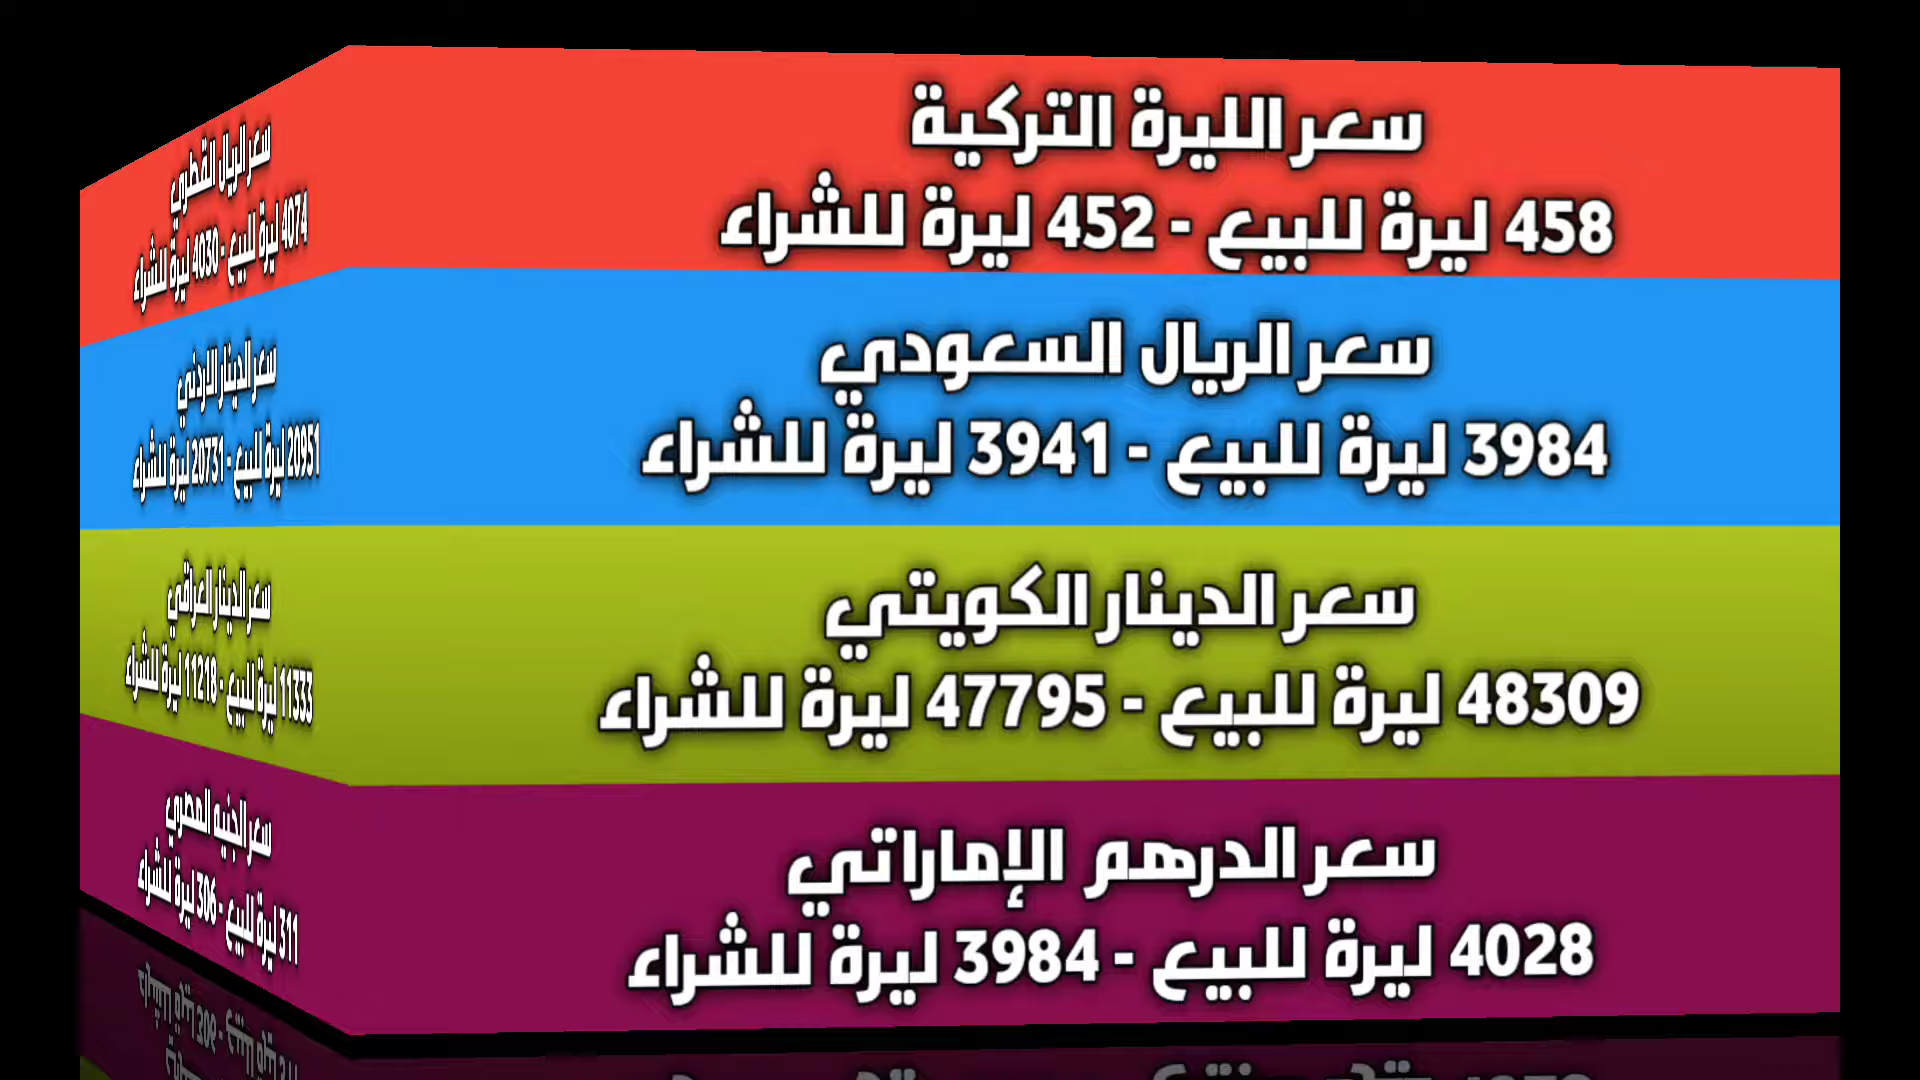 سعر الليرة التركية
458 ليرة للبيع - 452 ليرة للشراء
سعر الريال السعودي
3984 ليرة للبيع - 3941 ليرة للشراء
سعر الدينار الكويتي
48309 ليرة للبيع - 47795 ليرة للشراء
سعر الدرهم الإماراتي
4028 ليرة للبيع - 3984 ليرة للشراء
سعر الريال القطري
4074 ليرة للبيع - 4030 ليرة للشراء
سعر الدينار الاردني
20951 ليرة للبيع - 20731 ليرة للشراء
سعر الدينار العراقي
11333 ليرة للبيع - 11218 ليرة للشراء
سعر الجنيه المصري
311 ليرة للبيع - 306 ليرة للشراء